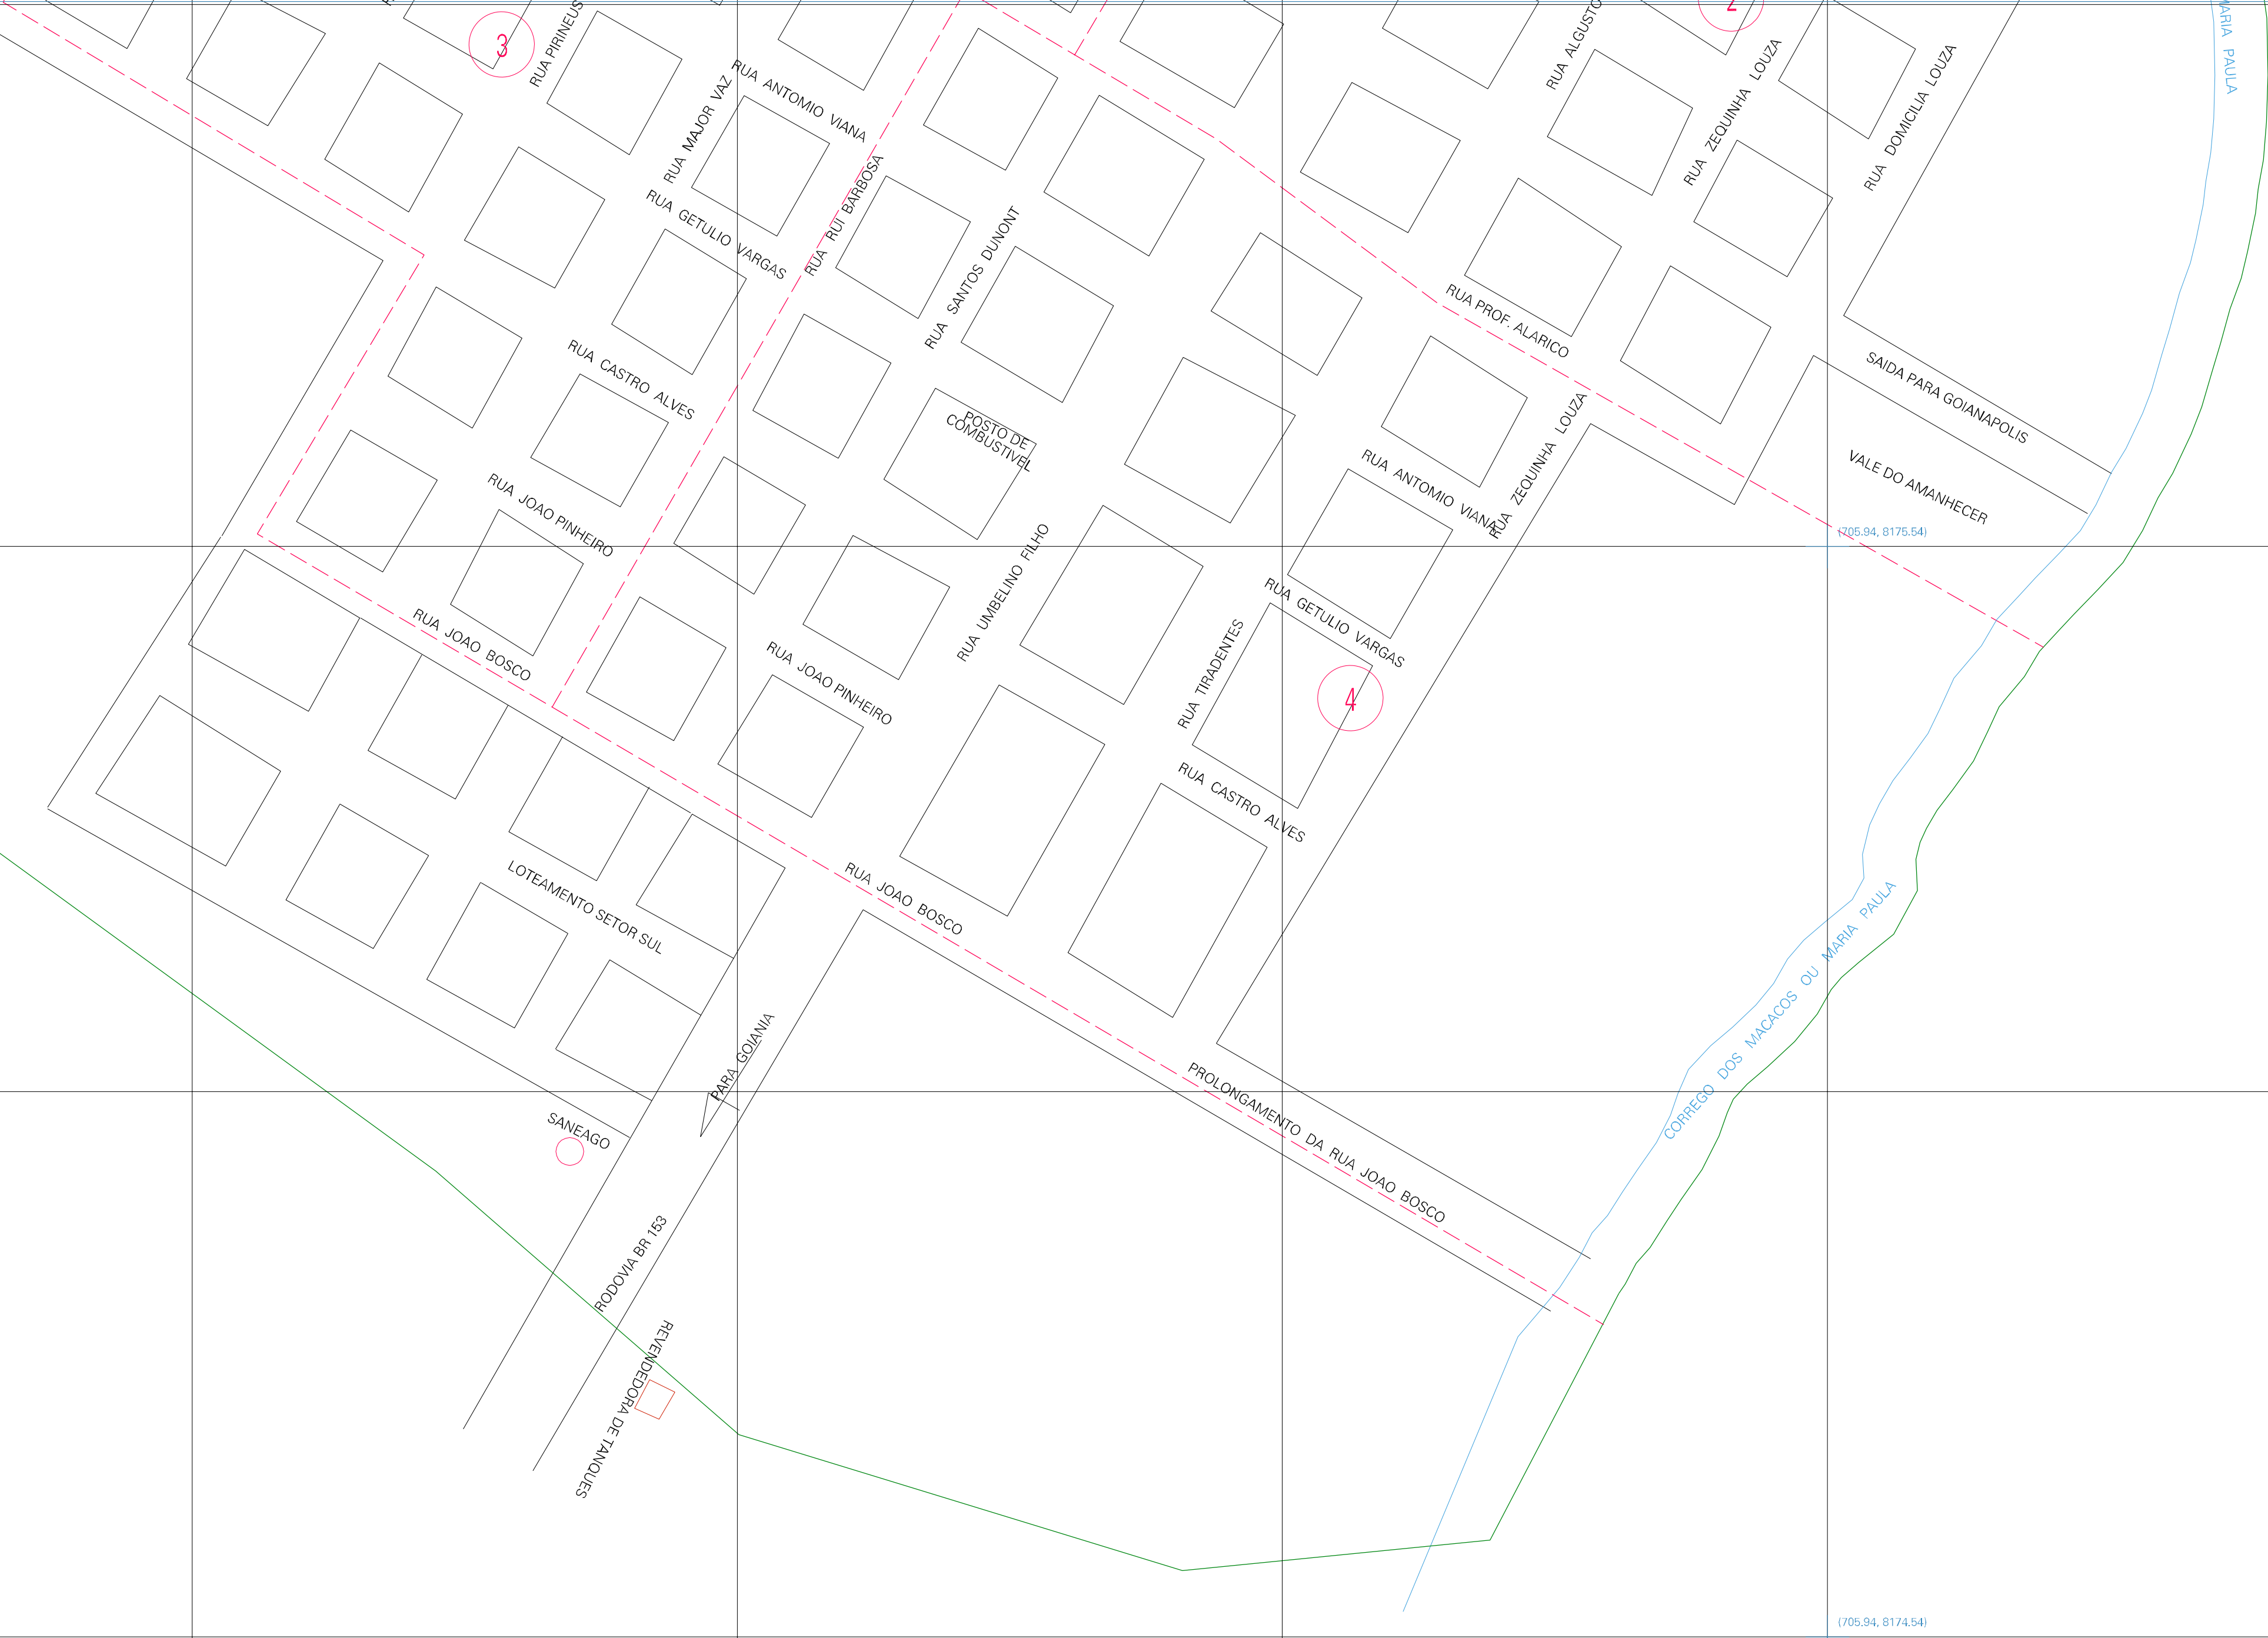 3
2
RUA PIRINEUS
RUA MAJOR VAZ
RUA ANTOMIO VIANA
RUA ALGUSTO
RUA ZEQUINHA LOUZA
RUA DOMICILIA LOUZA
MARIA PAULA
RUA GETULIO VARGAS
RUA RUI BARBOSA
RUA SANTOS DUNONT
RUA PROF. ALARICO
RUA CASTRO ALVES
SAIDA PARA GOIANAPOLIS
POSTO DE
COMBUSTIVEL
RUA ZEQUINHA LOUZA
RUA ANTOMIO VIANA
VALE DO AMANHECER
RUA JOAO PINHEIRO
(705.94, 8175.54)
RUA UMBELINO FILHO
RUA GETULIO VARGAS
RUA JOAO BOSCO
RUA JOAO PINHEIRO
RUA TIRADENTES
4
RUA CASTRO ALVES
LOTEAMENTO SETOR SUL
RUA JOAO BOSCO
CORREGO DOS MACACOS OU MARIA PAULA
PARA GOIANIA
SANEAGO
PROLONGAMENTO DA RUA JOAO BOSCO
RODOVIA BR 153
REVENDEDORA DE TANQUES
(705.94, 8174.54)